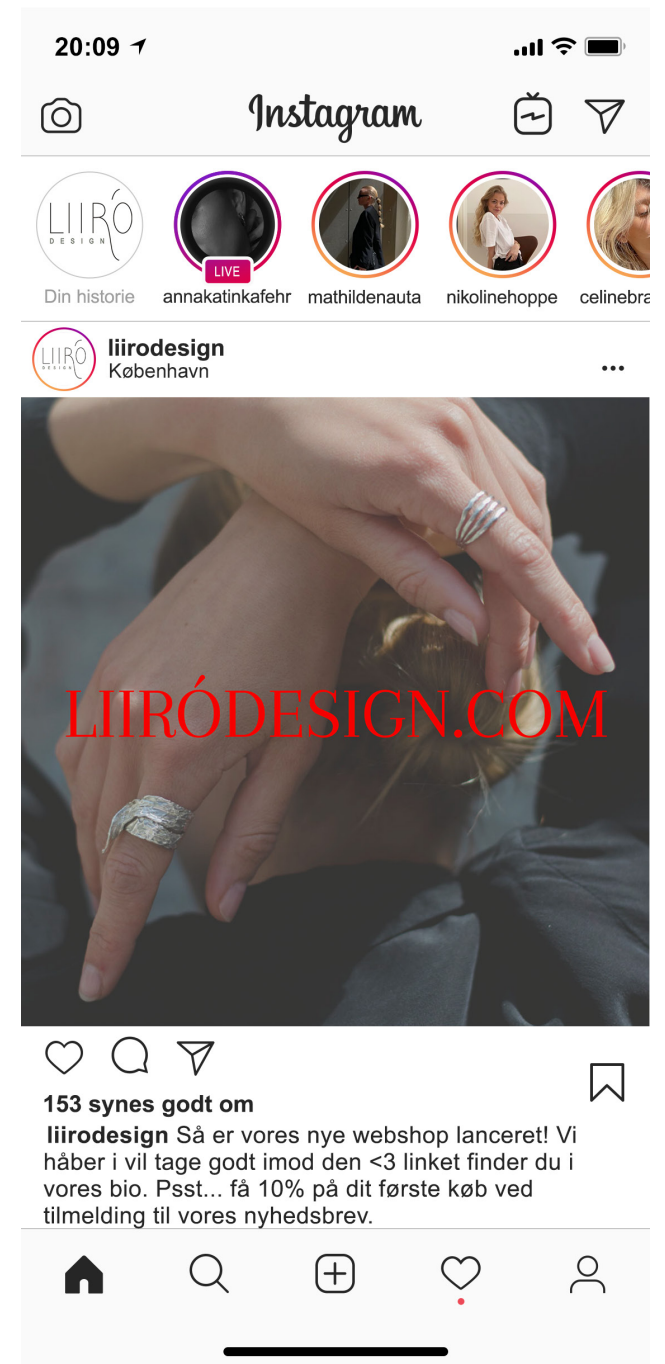 20:09
Instagram
LIIRÓ
DESIGN
LIVE
Din historie
annakatinkafehr
mathildenauta
nikolinehoppe
celinebra
LIIRÓ
DESIGN
liirodesign
København
LIIRÓDESIGN.COM
153 synes godt om
liirodesign Så er vores nye webshop lanceret! Vi
håber i vil tage godt imod den <3 linket finder du i
vores bio. Psst... få 10% på dit første køb ved
tilmelding til vores nyhedsbrev.